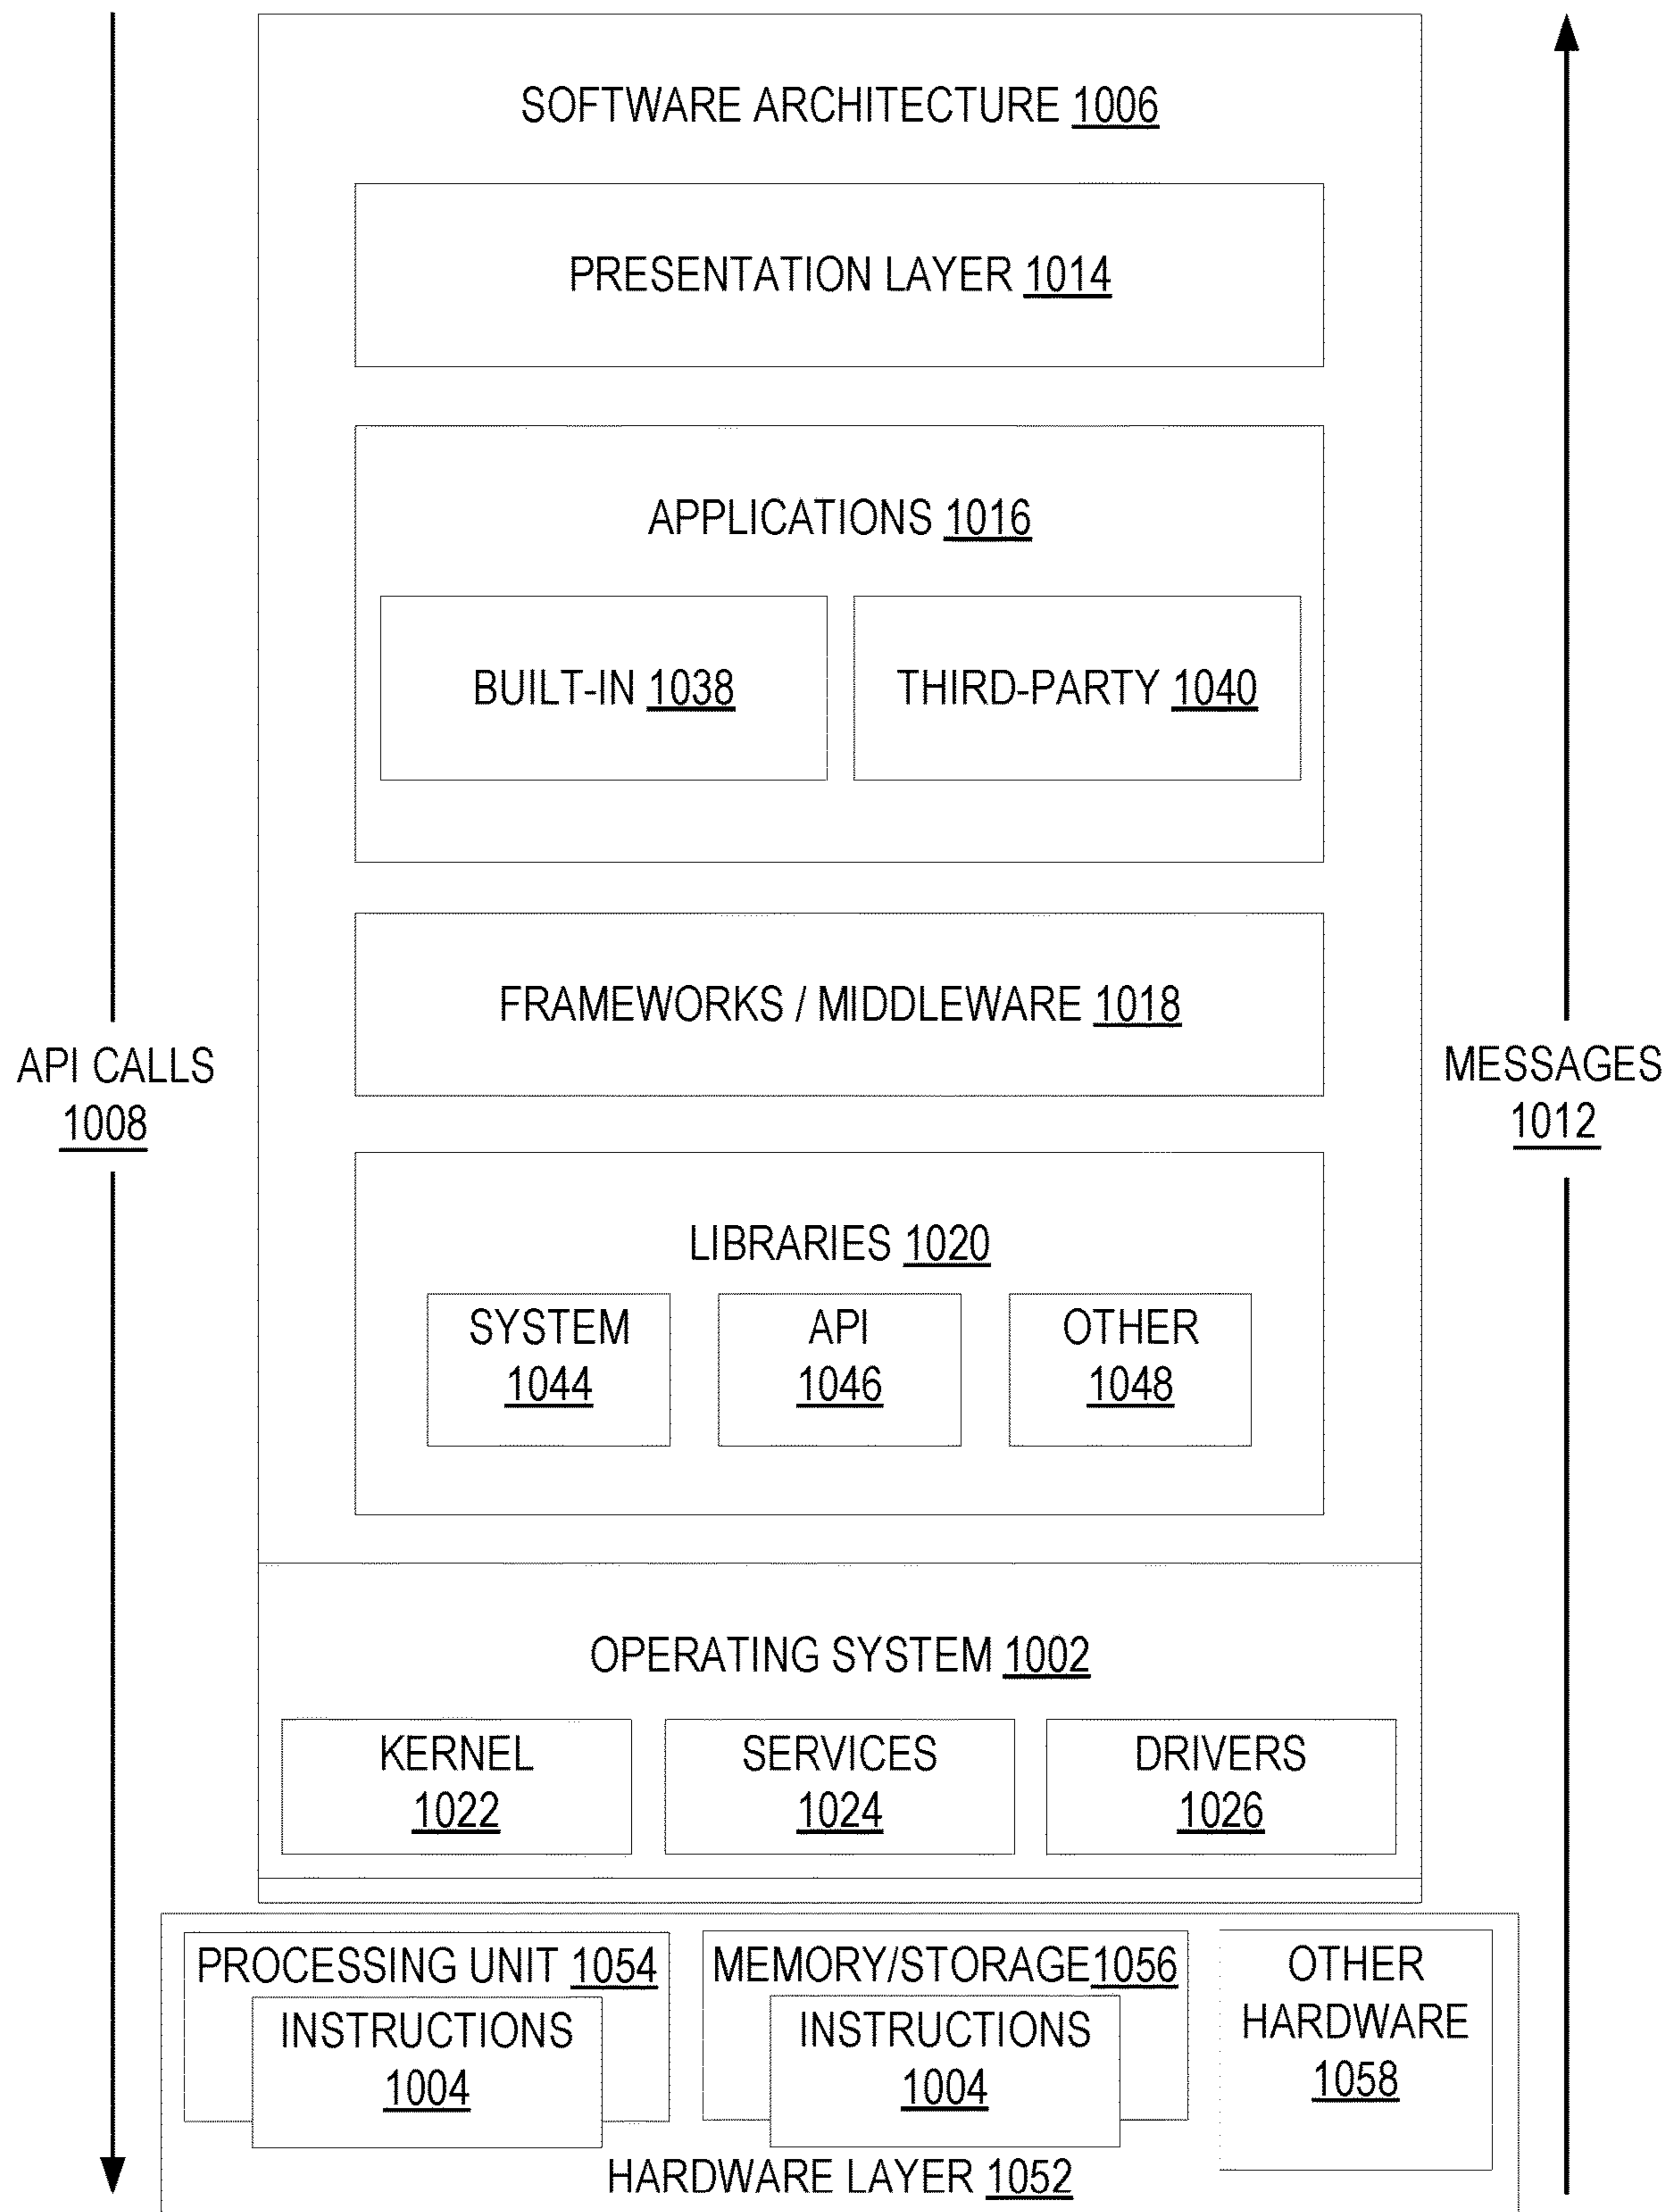 SOFTWARE ARCHITECTURE 1006
PRESENTATION LAYER 1014
APPLICATIONS 1016
BUILT-IN 1038
THIRD-PARTY 1040
FRAMEWORKS / MIDDLEWARE 1018
API CALLS
1008
MESSAGES
1012
LIBRARIES 1020
SYSTEM
1044
API
1046
OTHER
1048
OPERATING SYSTEM 1002
KERNEL
1022
SERVICES
1024
DRIVERS
1026
PROCESSING UNIT 1054
INSTRUCTIONS
1004
MEMORY/STORAGE1056
INSTRUCTIONS
1004
OTHER
HARDWARE
1058
HARDWARE LAYER 1052